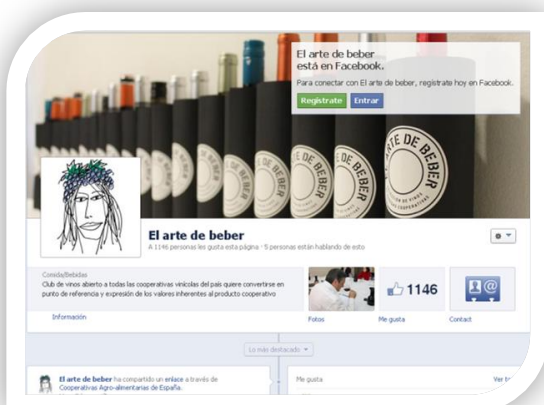 El arte de beber
está en Facebook.
Para conectar con El arte de beber, regístrate hoy en Facebook.
Regístrate Entrar
EL ARTE DE BEBER
El arte de beber
A 1146 personas les gusta esta página · 5 personas están hablando de esto
Comida/Bebidas
Club de vinos abierto a todas las cooperativas vinícolas del país quiere convertirse en
punto de referencia y expresión de los valores inherentes al producto cooperativo
1146
Información
Fotos Me gusta Contact
Lo más destacado
El arte de beber ha compartido un enlace a través de
Cooperativas Agro-alimentarias de España.
Me gusta